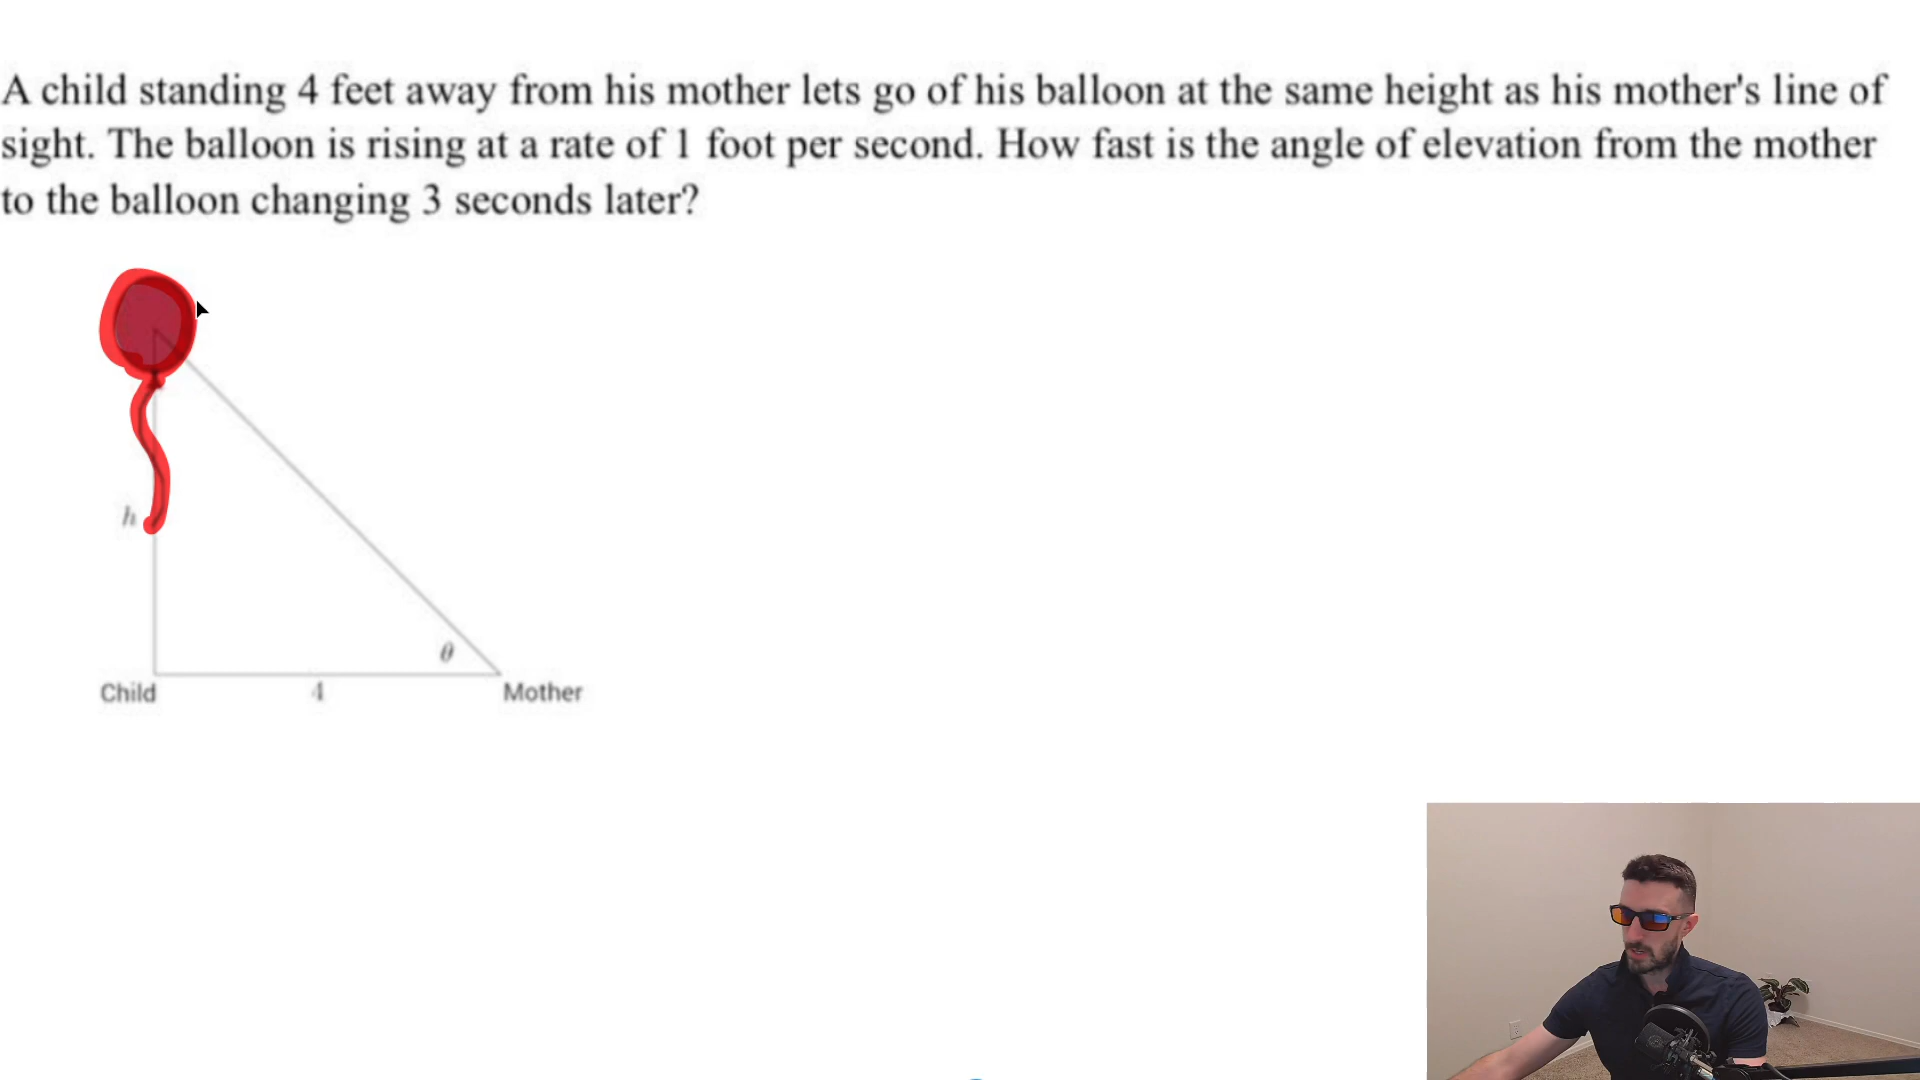 A child standing 4 feet away from his mother lets go of his balloon at the same height as his mother's line of
sight. The balloon is rising at a rate of 1 foot per second. How fast is the angle of elevation from the mother
to the balloon changing 3 seconds later?
h
θ
Child 4 Mother